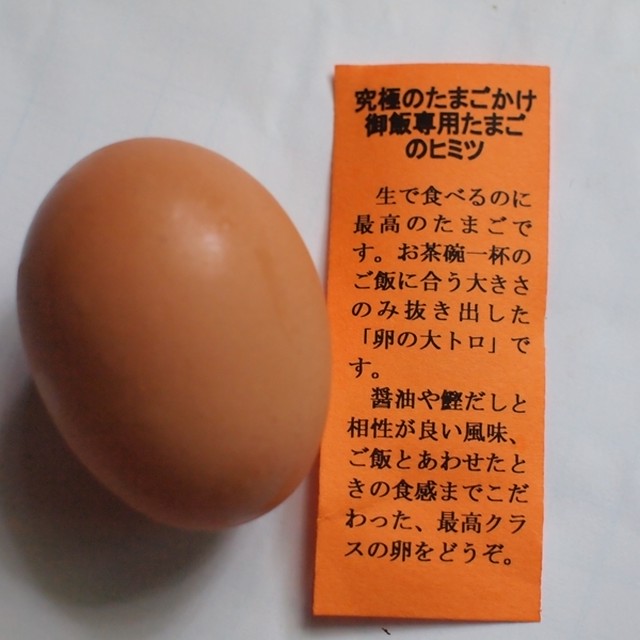 究極のたまごかけ
御飯専用たまご
のヒミツ
生で食べるのに
最高のたまごで
す。お茶碗一杯の
ご飯に合う大きさ
のみ抜き出した
「卵の大トロ」で
す。
醤油や鰹だしと
相性が良い風味、
ご飯とあわせたと
きの食感までこだ
わった、最高クラ
スの卵をどうぞ。